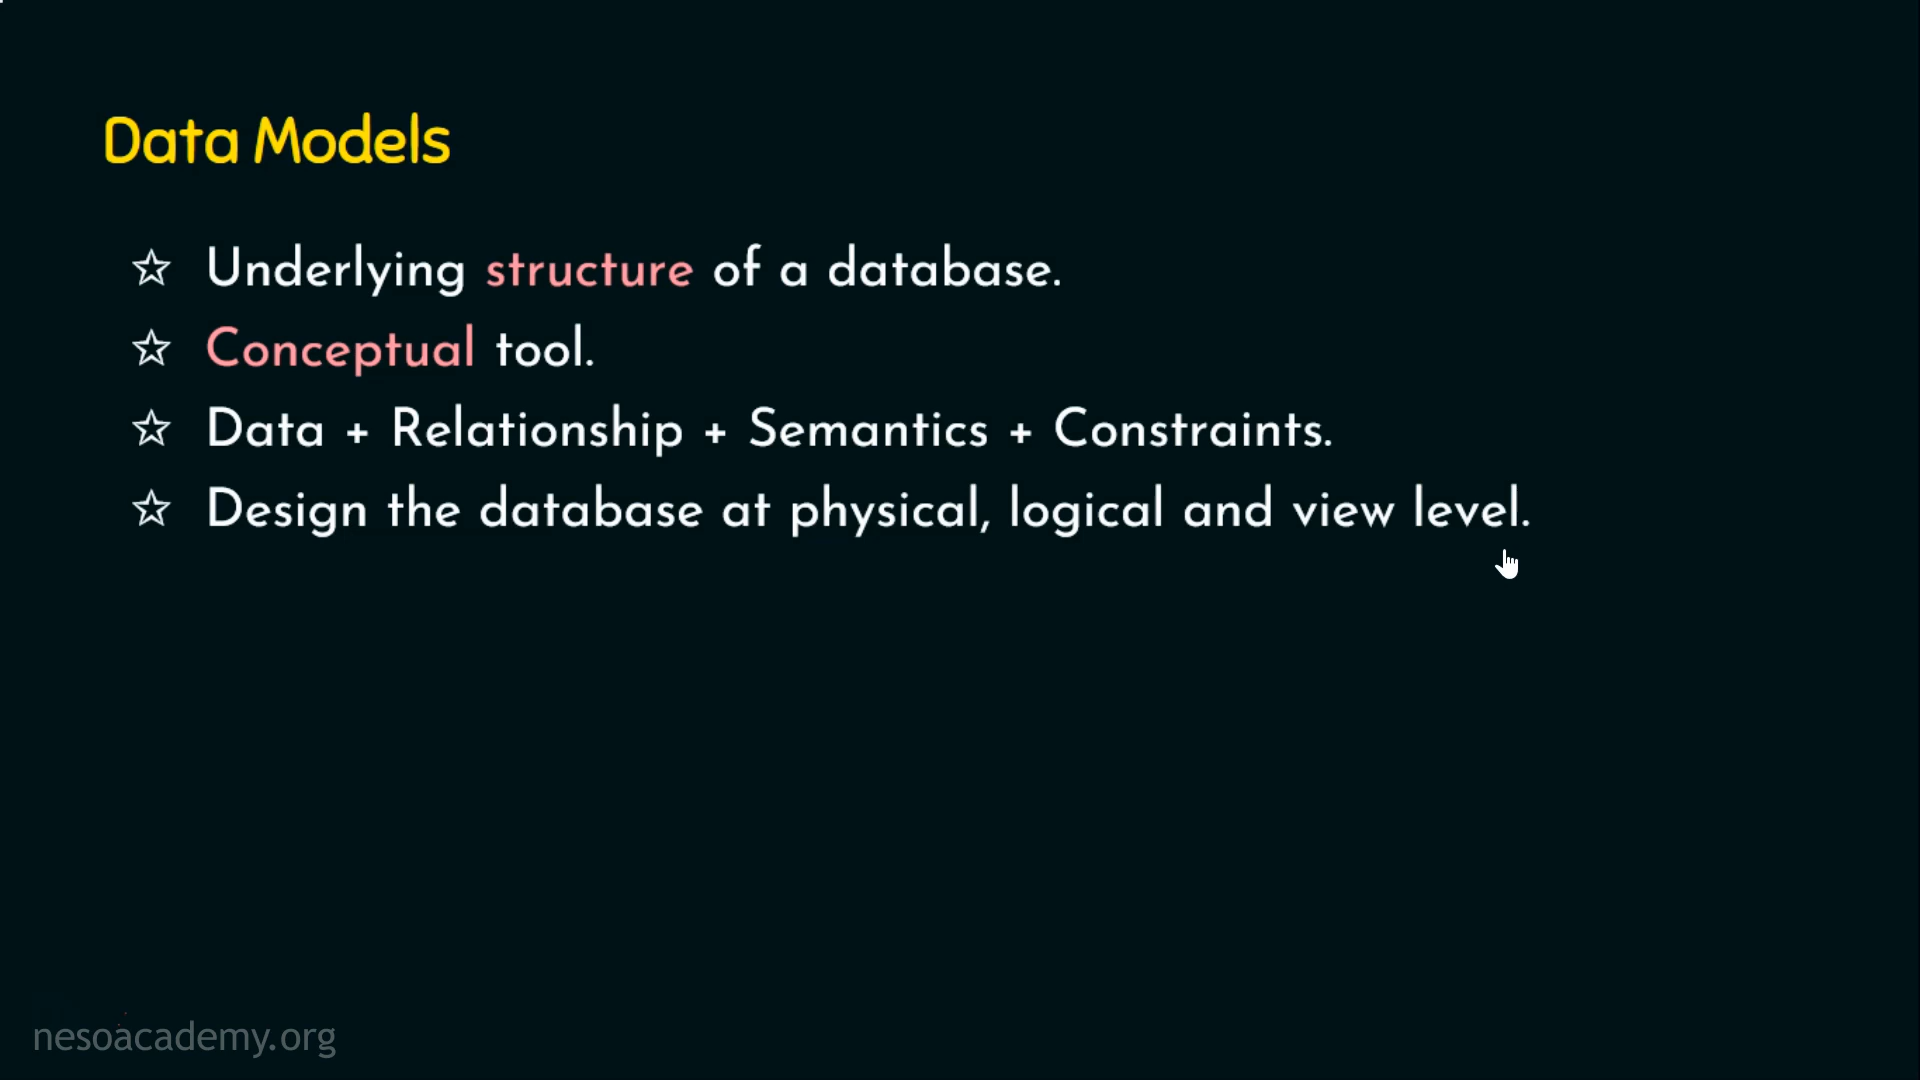 Data Models
☆ Underlying structure of a database.
☆ Conceptual tool.
☆ Data + Relationship + Semantics + Constraints.
☆ Design the database at physical, logical and view level.
nesoacademy.org